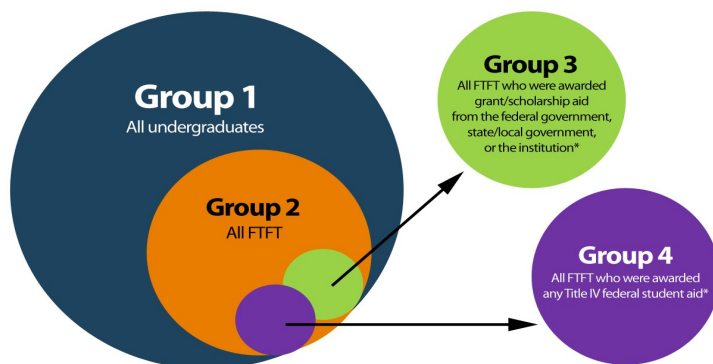 Group 1
All undergraduates
Group 2
All FTFT
Group 3
All FTFT who were awarded
grant/scholarship aid
from the federal government,
state/local government,
or the institution*
Group 4
All FTFT who were awarded
any Title IV federal student aid*